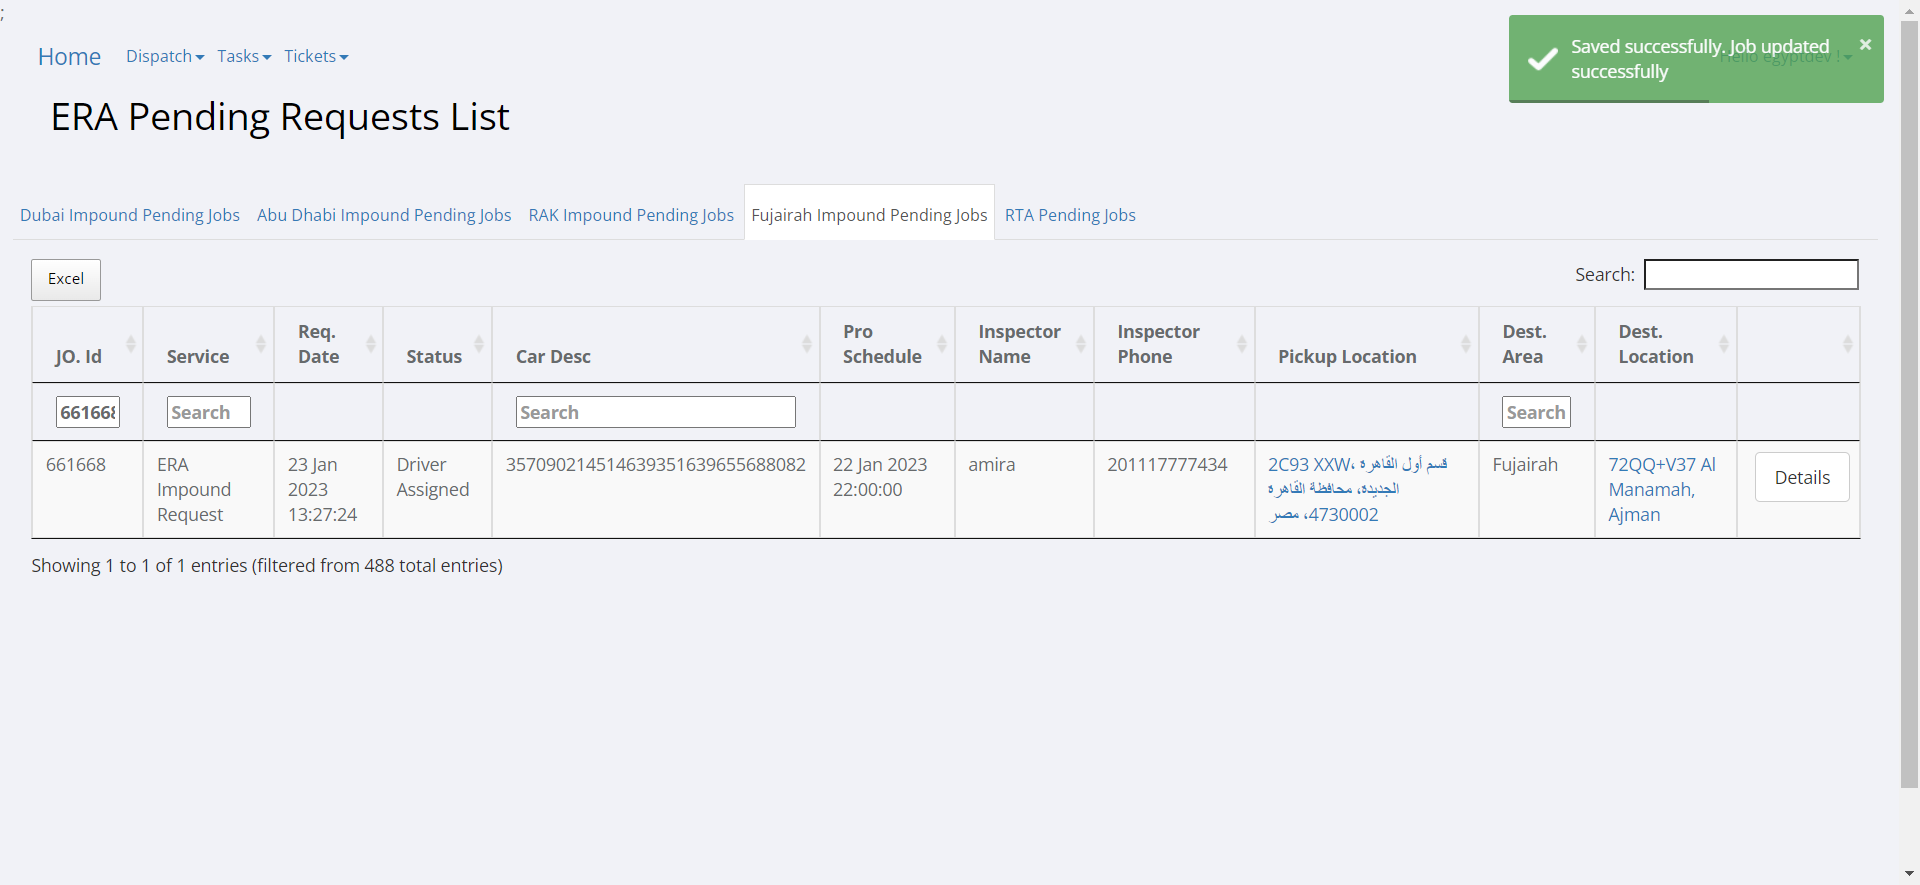 ;
Home Dispatch Tasks Tickets
Saved successfully. Job updated
successfully
Hello egyptdev !
ERA Pending Requests List
Dubai Impound Pending Jobs Abu Dhabi Impound Pending Jobs RAK Impound Pending Jobs Fujairah Impound Pending Jobs RTA Pending Jobs
Excel
Search:
JO. Id
Service
Req.
Date
Status
Car Desc
Pro
Schedule
Inspector
Name
Inspector
Phone
Pickup Location
Dest.
Area
Dest.
Location
661668 Search Search Search
661668
ERA
Impound
Request
23 Jan
2023
13:27:24
Driver
Assigned
357090214514639351639655688082
22 Jan 2023
22:00:00
amira
201117777434
2C93 XXW، قسم أول القاهرة
الجديدة، محافظة القاهرة
4730002، مصر
Fujairah
72QQ+V37 Al
Manamah,
Ajman
Details
Showing 1 to 1 of 1 entries (filtered from 488 total entries)